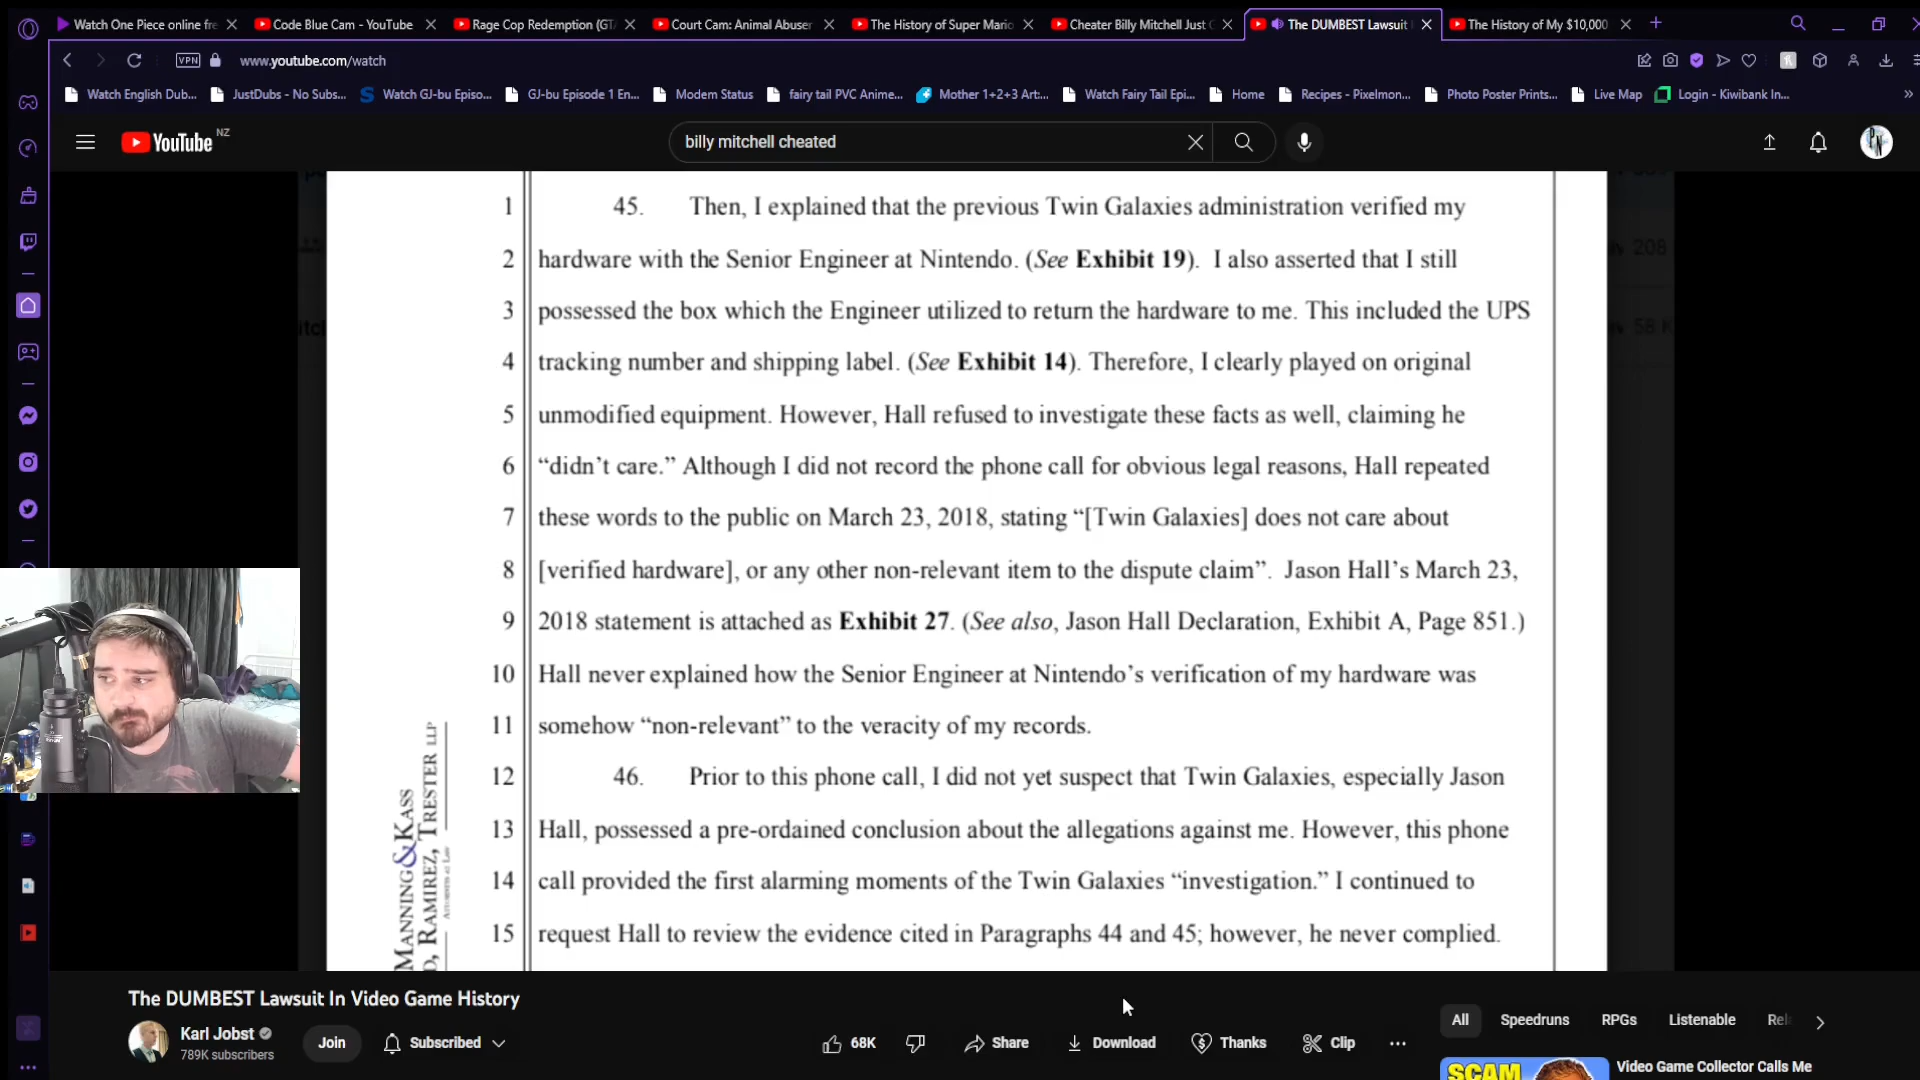 Watch One Piece online fre
Code Blue Cam - YouTube
Rage Cop Redemption (GT
Court Cam: Animal Abuser
The History of Super Mario
Cheater Billy Mitchell Just
The DUMBEST Lawsuit
The History of My $10,000
VPN
www.youtube.com/watch
Watch English Dub...
JustDubs - No Subs...
Watch GJ-bu Episo...
GJ-bu Episode 1 En...
Modem Status
fairy tail PVC Anime...
Mother 1+2+3 Art:...
Watch Fairy Tail Epi...
Home
Recipes - Pixelmon...
Photo Poster Prints...
Live Map
Login - Kiwibank In...
YouTube NZ
billy mitchell cheated
1 45. Then, I explained that the previous Twin Galaxies administration verified my
2 hardware with the Senior Engineer at Nintendo. (See Exhibit 19). I also asserted that I still
3 possessed the box which the Engineer utilized to return the hardware to me. This included the UPS
4 tracking number and shipping label. (See Exhibit 14). Therefore, I clearly played on original
5 unmodified equipment. However, Hall refused to investigate these facts as well, claiming he
6 “didn’t care.” Although I did not record the phone call for obvious legal reasons, Hall repeated
7 these words to the public on March 23, 2018, stating “[Twin Galaxies] does not care about
8 [verified hardware], or any other non-relevant item to the dispute claim”. Jason Hall’s March 23,
9 2018 statement is attached as Exhibit 27. (See also, Jason Hall Declaration, Exhibit A, Page 851.)
10 Hall never explained how the Senior Engineer at Nintendo’s verification of my hardware was
11 somehow “non-relevant” to the veracity of my records.
12 46. Prior to this phone call, I did not yet suspect that Twin Galaxies, especially Jason
13 Hall, possessed a pre-ordained conclusion about the allegations against me. However, this phone
14 call provided the first alarming moments of the Twin Galaxies “investigation.” I continued to
15 request Hall to review the evidence cited in Paragraphs 44 and 45; however, he never complied.
MANNING&KASS
D, RAMIREZ, TRESTER LLP
Attorneys at Law
208
58 K
The DUMBEST Lawsuit In Video Game History
Karl Jobst
789K subscribers
Join
Subscribed
68K
Share
Download
Thanks
Clip
All
Speedruns
RPGs
Listenable
Rel
SCAM
Video Game Collector Calls Me